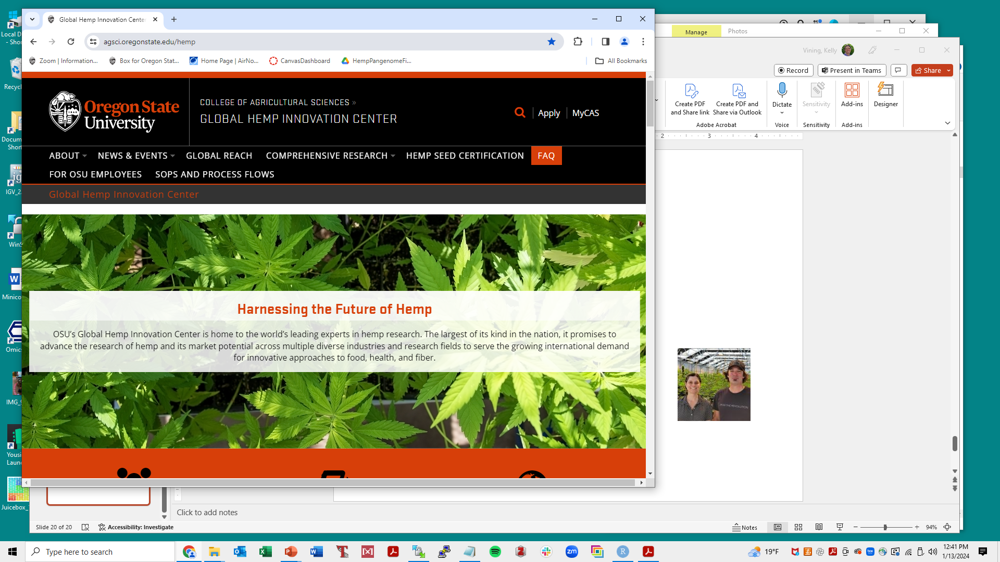 Global Hemp Innovation Center
agsci.oregonstate.edu/hemp
Zoom | Information...
Box for Oregon Stat...
Home Page | AirNo...
CanvasDashboard
HempPangenomeFi...
All Bookmarks
Oregon State
University
COLLEGE OF AGRICULTURAL SCIENCES »
GLOBAL HEMP INNOVATION CENTER
Apply
MyCAS
ABOUT
NEWS & EVENTS
GLOBAL REACH
COMPREHENSIVE RESEARCH
HEMP SEED CERTIFICATION
FAQ
FOR OSU EMPLOYEES
SOPS AND PROCESS FLOWS
Global Hemp Innovation Center
Harnessing the Future of Hemp
OSU’s Global Hemp Innovation Center is home to the world’s leading experts in hemp research. The largest of its kind in the nation, it promises to
advance the research of hemp and its market potential across multiple diverse industries and research fields to serve the growing international demand
for innovative approaches to food, health, and fiber.
Manage
Photos
Vining, Kelly
Record
Present in Teams
Share
Create PDF
and Share link
Create PDF and
Share via Outlook
Adobe Acrobat
Dictate
Voice
Sensitivity
Sensitivity
Add-ins
Add-ins
Designer
2
3
4
Local D
- Shor
Recycl
Docum
Short
IGV_2.
WinS
W
Minico
Omics
IMG_9
Yousi
Laun
Juicebox_
Click to add notes
Slide 20 of 20
Accessibility: Investigate
Notes
94%
Type here to search
19°F
12:41 PM
1/13/2024